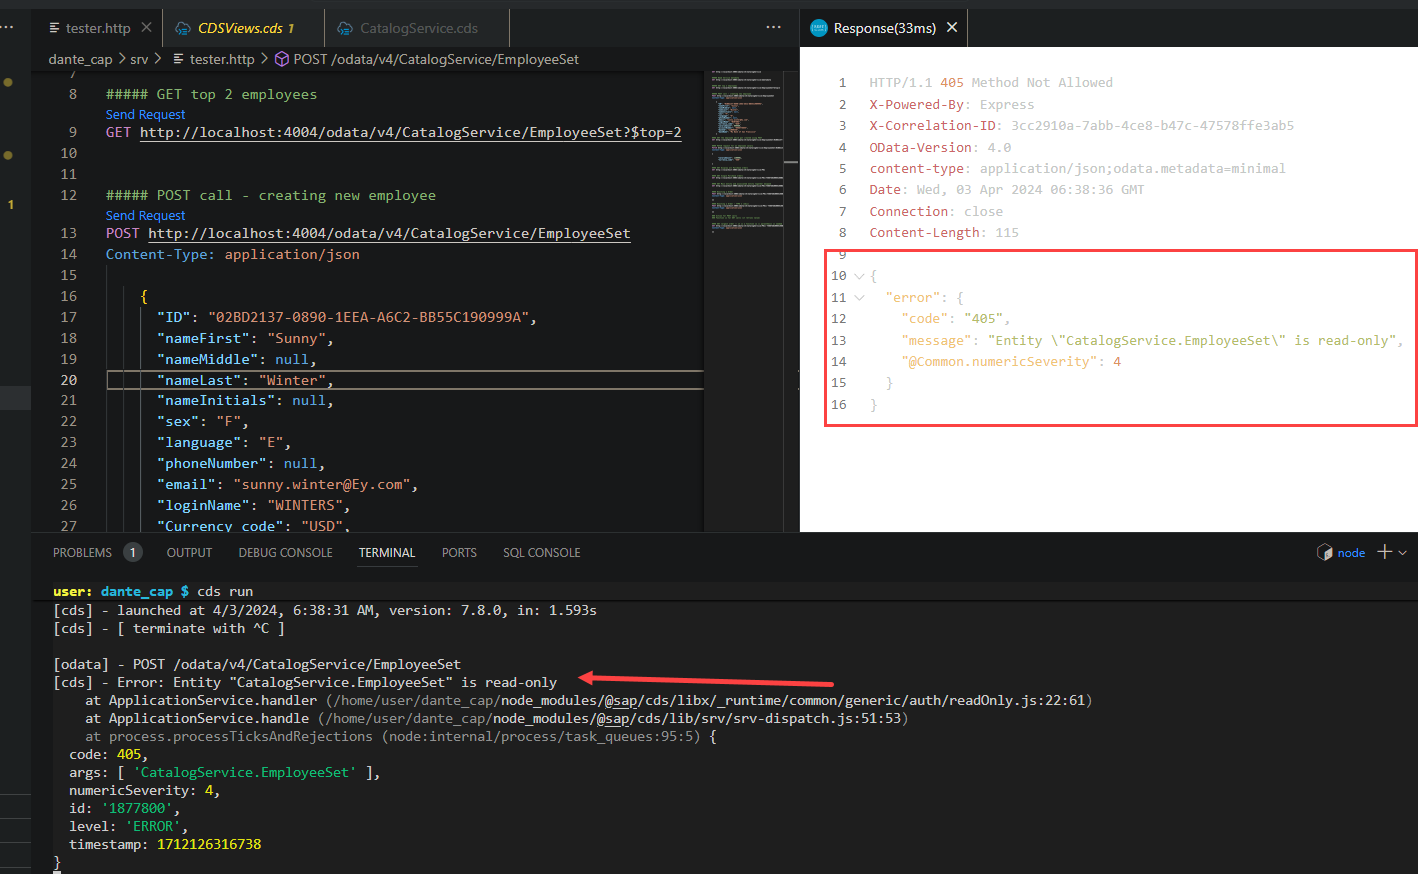 tester.http
CDSViews.cds 1
CatalogService.cds
Response(33ms)
dante_cap > srv > tester.http > POST /odata/v4/CatalogService/EmployeeSet
7
8 ##### GET top 2 employees
Send Request
9 GET http://localhost:4004/odata/v4/CatalogService/EmployeeSet?$top=2
10
11
12 ##### POST call - creating new employee
Send Request
13 POST http://localhost:4004/odata/v4/CatalogService/EmployeeSet
14 Content-Type: application/json
15
16 {
17 "ID": "02BD2137-0890-1EEA-A6C2-BB55C190999A",
18 "nameFirst": "Sunny",
19 "nameMiddle": null,
20 "nameLast": "Winter",
21 "nameInitials": null,
22 "sex": "F",
23 "language": "E",
24 "phoneNumber": null,
25 "email": "sunny.winter@Ey.com",
26 "loginName": "WINTERS",
27 "Currency_code": "USD",
1
1 HTTP/1.1 405 Method Not Allowed
2 X-Powered-By: Express
3 X-Correlation-ID: 3cc2910a-7abb-4ce8-b47c-47578ffe3ab5
4 OData-Version: 4.0
5 content-type: application/json;odata.metadata=minimal
6 Date: Wed, 03 Apr 2024 06:38:36 GMT
7 Connection: close
8 Content-Length: 115
9
10 {
11 "error": {
12 "code": "405",
13 "message": "Entity \"CatalogService.EmployeeSet\" is read-only",
14 "@Common.numericSeverity": 4
15 }
16 }
PROBLEMS 1 OUTPUT DEBUG CONSOLE TERMINAL PORTS SQL CONSOLE node
user: dante_cap $ cds run
[cds] - launched at 4/3/2024, 6:38:31 AM, version: 7.8.0, in: 1.593s
[cds] - [ terminate with ^C ]
[odata] - POST /odata/v4/CatalogService/EmployeeSet
[cds] - Error: Entity "CatalogService.EmployeeSet" is read-only
at ApplicationService.handler (/home/user/dante_cap/node_modules/@sap/cds/libx/_runtime/common/generic/auth/readOnly.js:22:61)
at ApplicationService.handle (/home/user/dante_cap/node_modules/@sap/cds/lib/srv/srv-dispatch.js:51:53)
at process.processTicksAndRejections (node:internal/process/task_queues:95:5) {
code: 405,
args: [ 'CatalogService.EmployeeSet' ],
numericSeverity: 4,
id: '1877800',
level: 'ERROR',
timestamp: 1712126316738
}